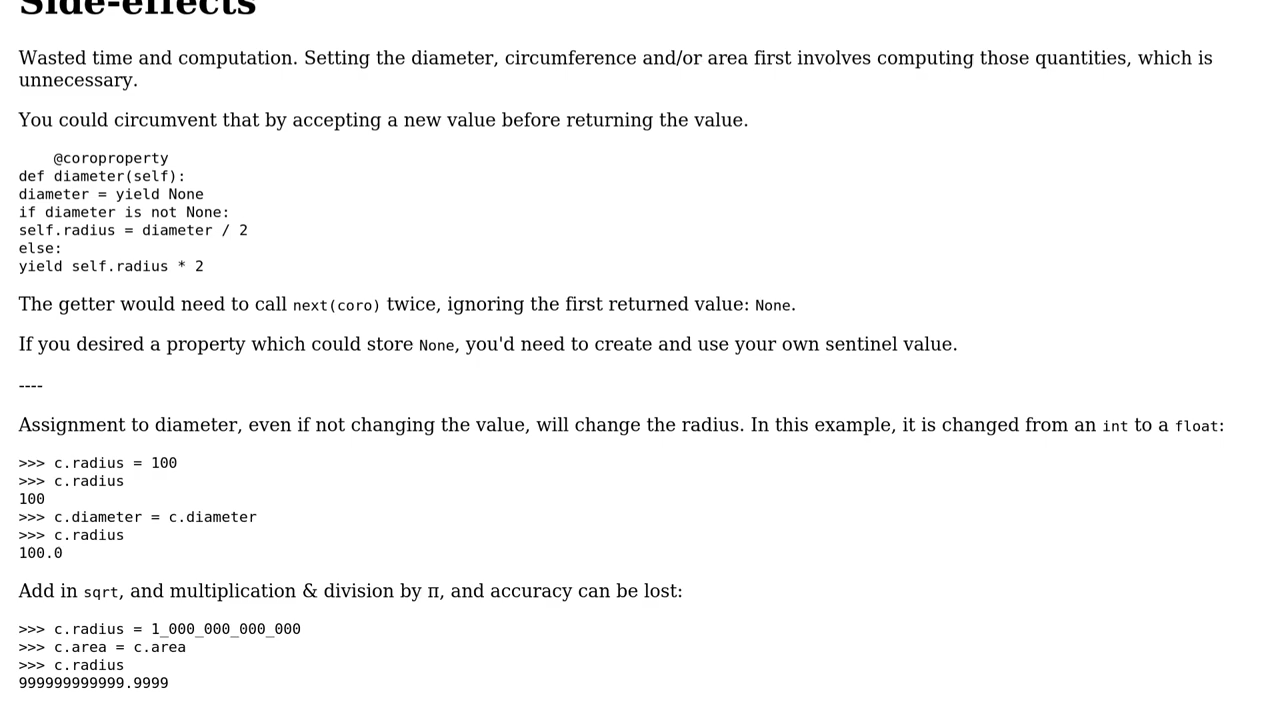 Side-effects
Wasted time and computation. Setting the diameter, circumference and/or area first involves computing those quantities, which is
unnecessary.
You could circumvent that by accepting a new value before returning the value.
@coroproperty
def diameter(self):
diameter = yield None
if diameter is not None:
self.radius = diameter / 2
else:
yield self.radius * 2
The getter would need to call next(coro) twice, ignoring the first returned value: None.
If you desired a property which could store None, you'd need to create and use your own sentinel value.
----
Assignment to diameter, even if not changing the value, will change the radius. In this example, it is changed from an int to a float:
>>> c.radius = 100
>>> c.radius
100
>>> c.diameter = c.diameter
>>> c.radius
100.0
Add in sqrt, and multiplication & division by π, and accuracy can be lost:
>>> c.radius = 1_000_000_000_000
>>> c.area = c.area
>>> c.radius
999999999999.9999